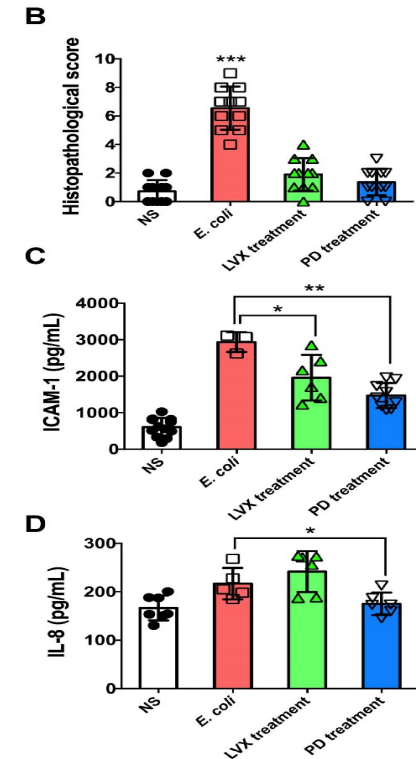 B
Histopathological score
10
8
6
4
2
0
***
NS
E. coli
LVX treatment
PD treatment
C
ICAM-1 (pg/mL)
4000
3000
2000
1000
0
**
*
NS
E. coli
LVX treatment
PD treatment
D
IL-8 (pg/mL)
300
200
100
0
*
NS
E. coli
LVX treatment
PD treatment